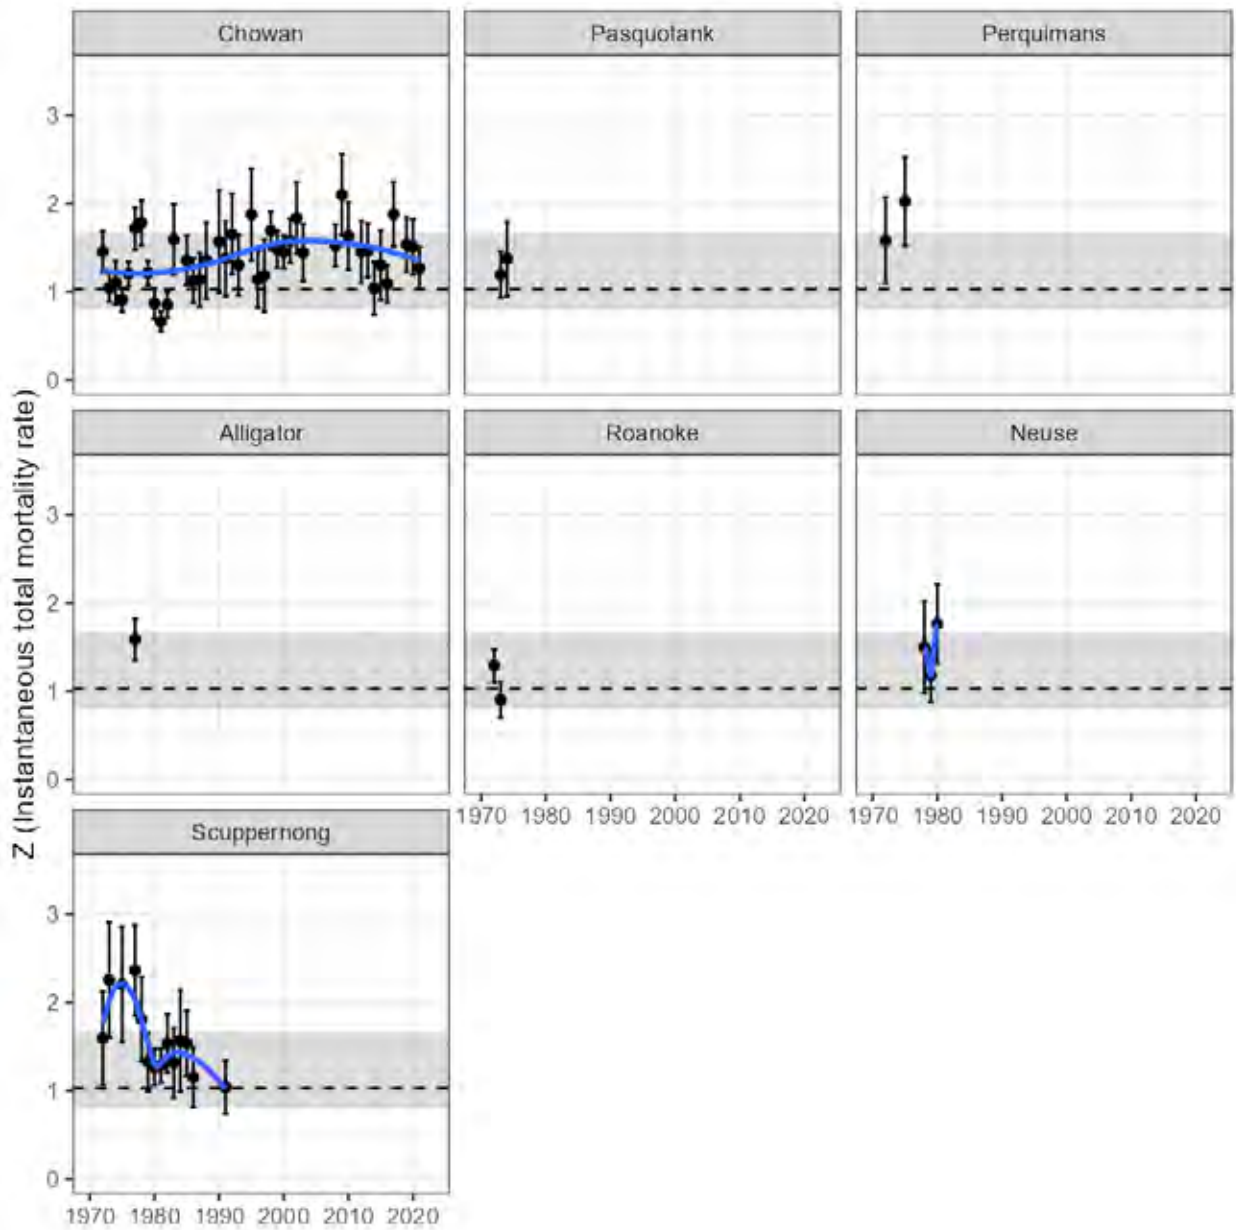 Chowan
Pasquotank
Perquimans
3
2
1
0
Alligator
Roanoke
Neuse
3
2
1
0
1970 1980 1990 2000 2010 2020
1970 1980 1990 2000 2010 2020
Scuppernong
3
2
1
0
1970 1980 1990 2000 2010 2020
Z (Instantaneous total mortality rate)